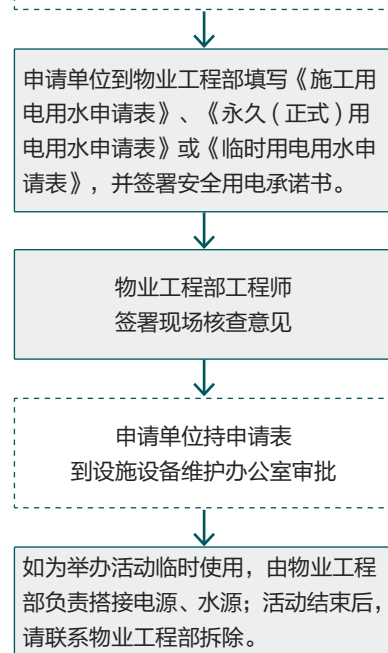 申请单位到物业工程部填写《施工用
电用水申请表》、《永久(正式)用
电用水申请表》或《临时用电用水申
请表》，并签署安全用电承诺书。
物业工程部工程师
签署现场核查意见
申请单位持申请表
到设施设备维护办公室审批
如为举办活动临时使用，由物业工程
部负责搭接电源、水源；活动结束后，
请联系物业工程部拆除。